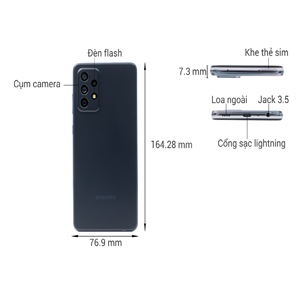 Đèn flash
Khe thẻ sim
Cụm camera
7.3 mm
Loa ngoài
Jack 3.5
164.28 mm
Cổng sạc lightning
SAMSUNG
76.9 mm